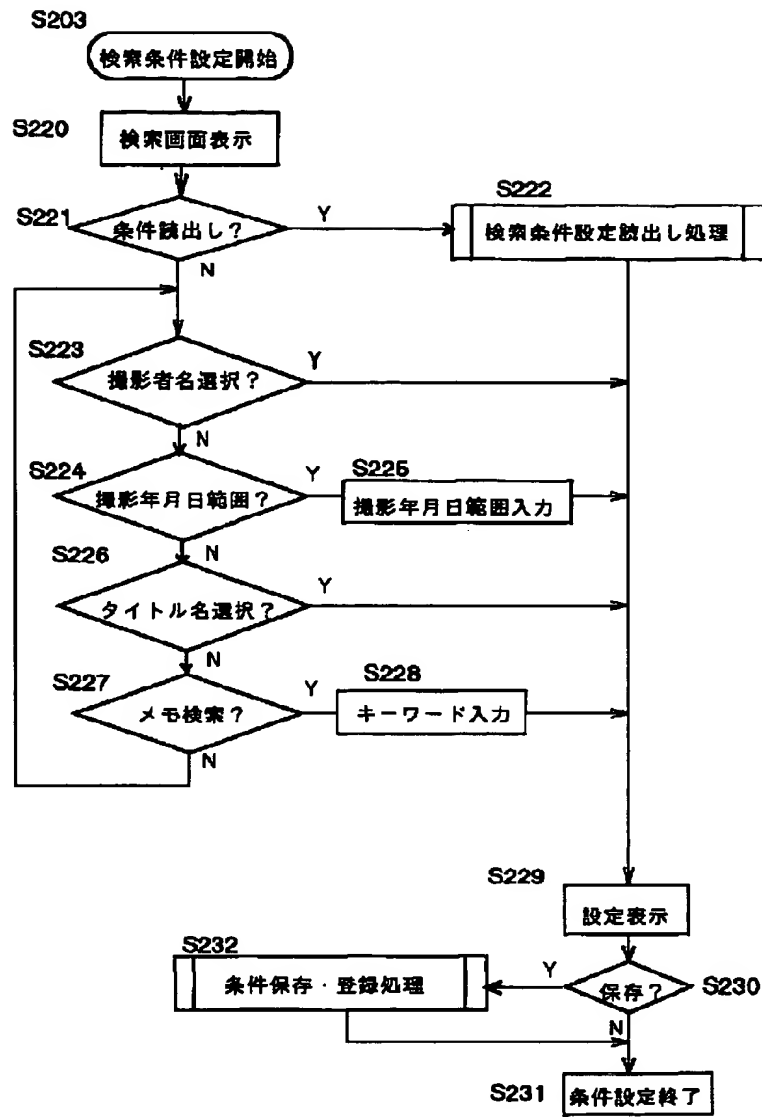 S203
検索条件設定開始
S220
検索画面表示
S221
条件読出し？
Y
N
S222
検索条件設定読出し処理
S223
撮影者名選択？
Y
N
S224
撮影年月日範囲？
Y
N
S225
撮影年月日範囲入力
S226
タイトル名選択？
Y
N
S227
メモ検索？
Y
N
S228
キーワード入力
S229
設定表示
S230
保存？
Y
N
S232
条件保存・登録処理
S231
条件設定終了